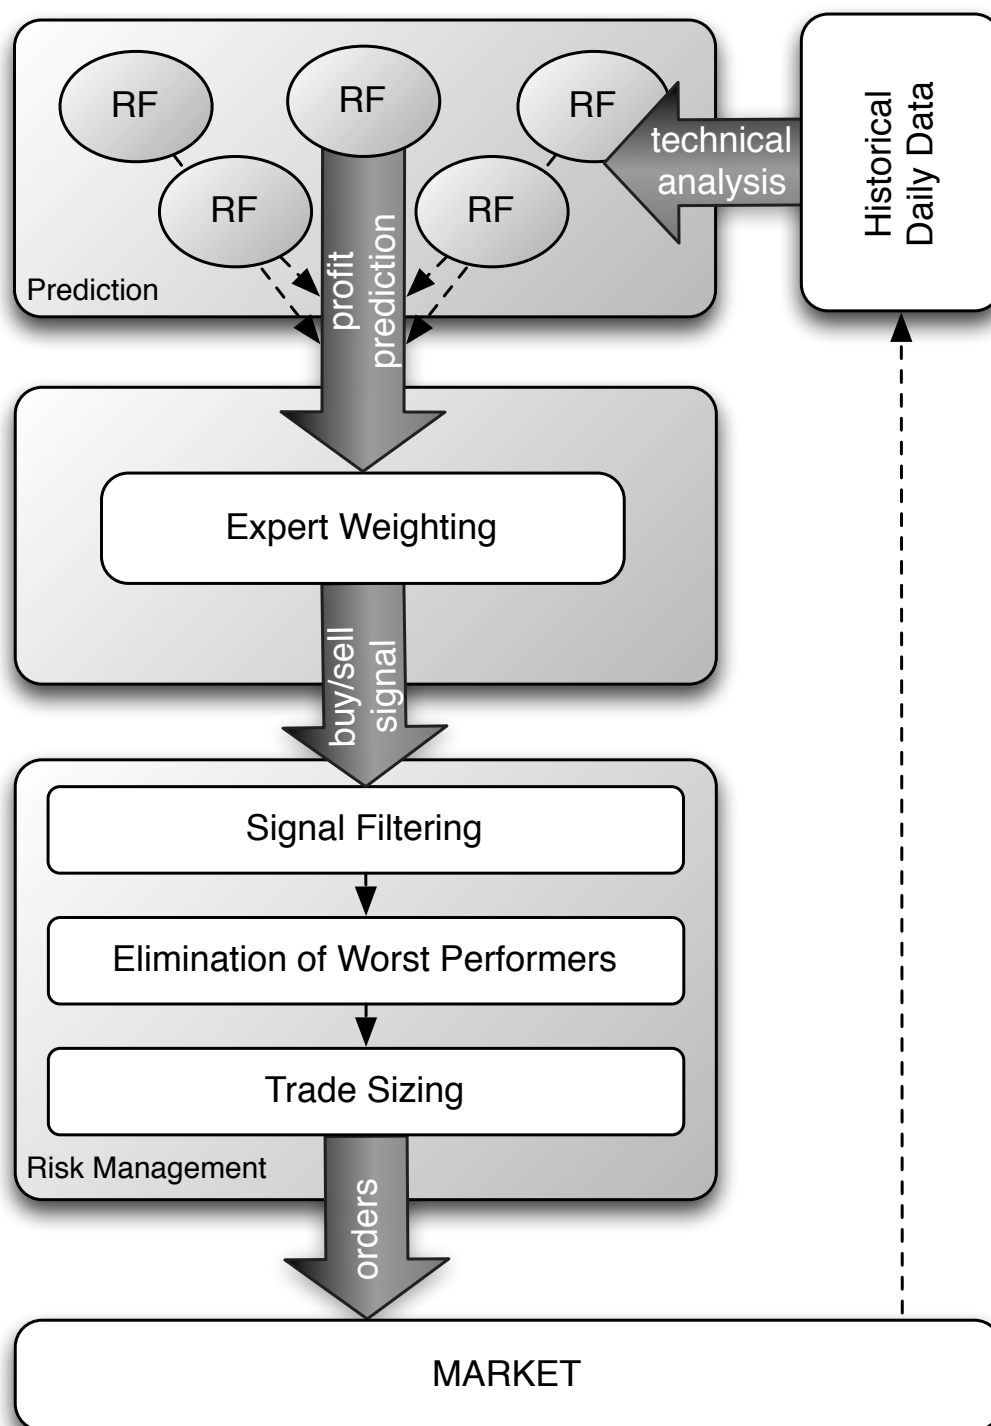 RF
RF
RF
RF
RF
technical
analysis
Historical
Daily Data
Prediction
profit
prediction
Expert Weighting
buy/sell
signal
Signal Filtering
Elimination of Worst Performers
Trade Sizing
Risk Management
orders
MARKET